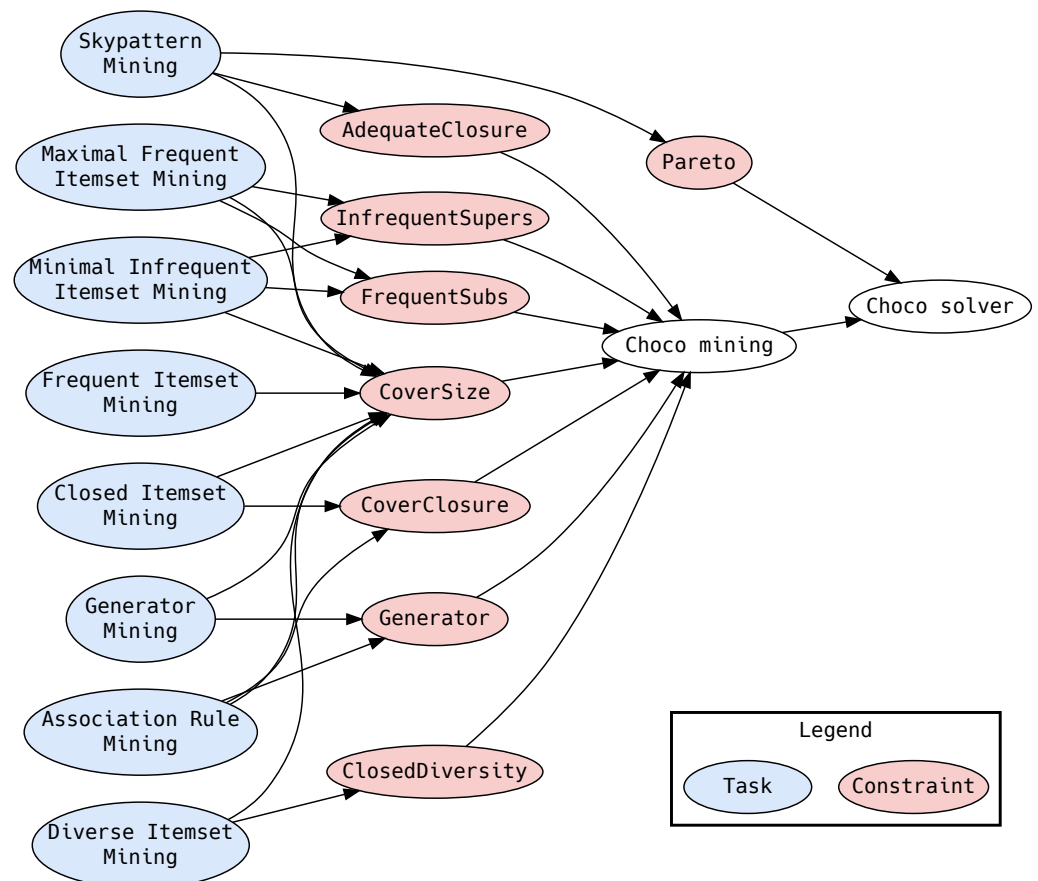 Skypattern
Mining
Maximal Frequent
Itemset Mining
Minimal Infrequent
Itemset Mining
Frequent Itemset
Mining
Closed Itemset
Mining
Generator
Mining
Association Rule
Mining
Diverse Itemset
Mining
AdequateClosure
InfrequentSupers
FrequentSubs
CoverSize
CoverClosure
Generator
ClosedDiversity
Pareto
Choco mining
Choco solver
Legend
Task
Constraint